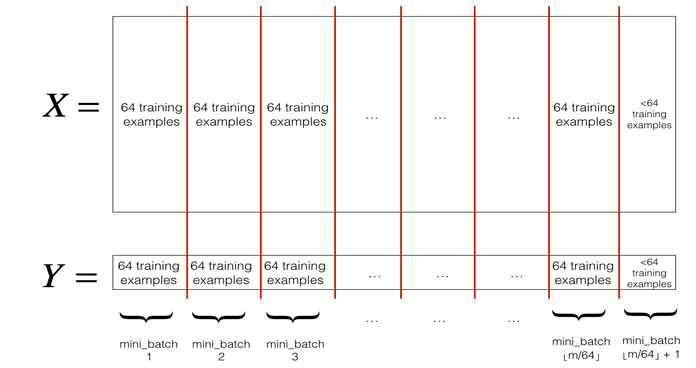 X =
64 training
examples
64 training
examples
64 training
examples
...
...
...
64 training
examples
<64
training
examples
Y =
64 training
examples
64 training
examples
64 training
examples
...
...
...
64 training
examples
<64
training
examples
mini_batch
1
mini_batch
2
mini_batch
3
...
...
...
mini_batch
⌊m/64⌋
mini_batch
⌊m/64⌋ + 1